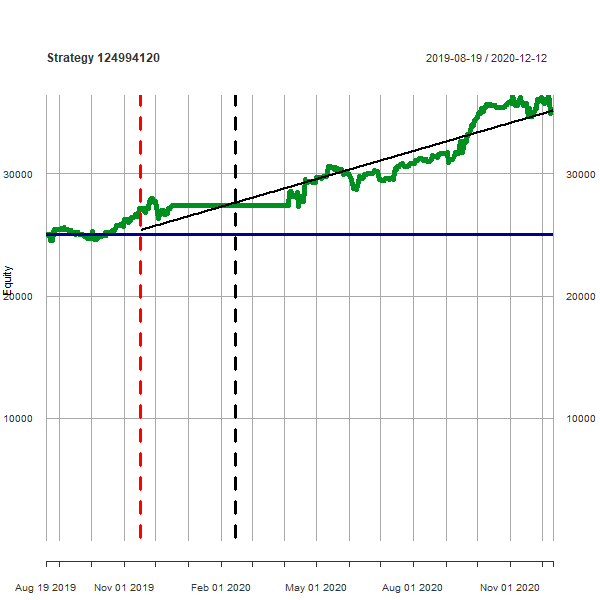 Strategy 124994120
2019-08-19 / 2020-12-12
30000
30000
Equity
20000
20000
10000
10000
Aug 19 2019
Nov 01 2019
Feb 01 2020
May 01 2020
Aug 01 2020
Nov 01 2020